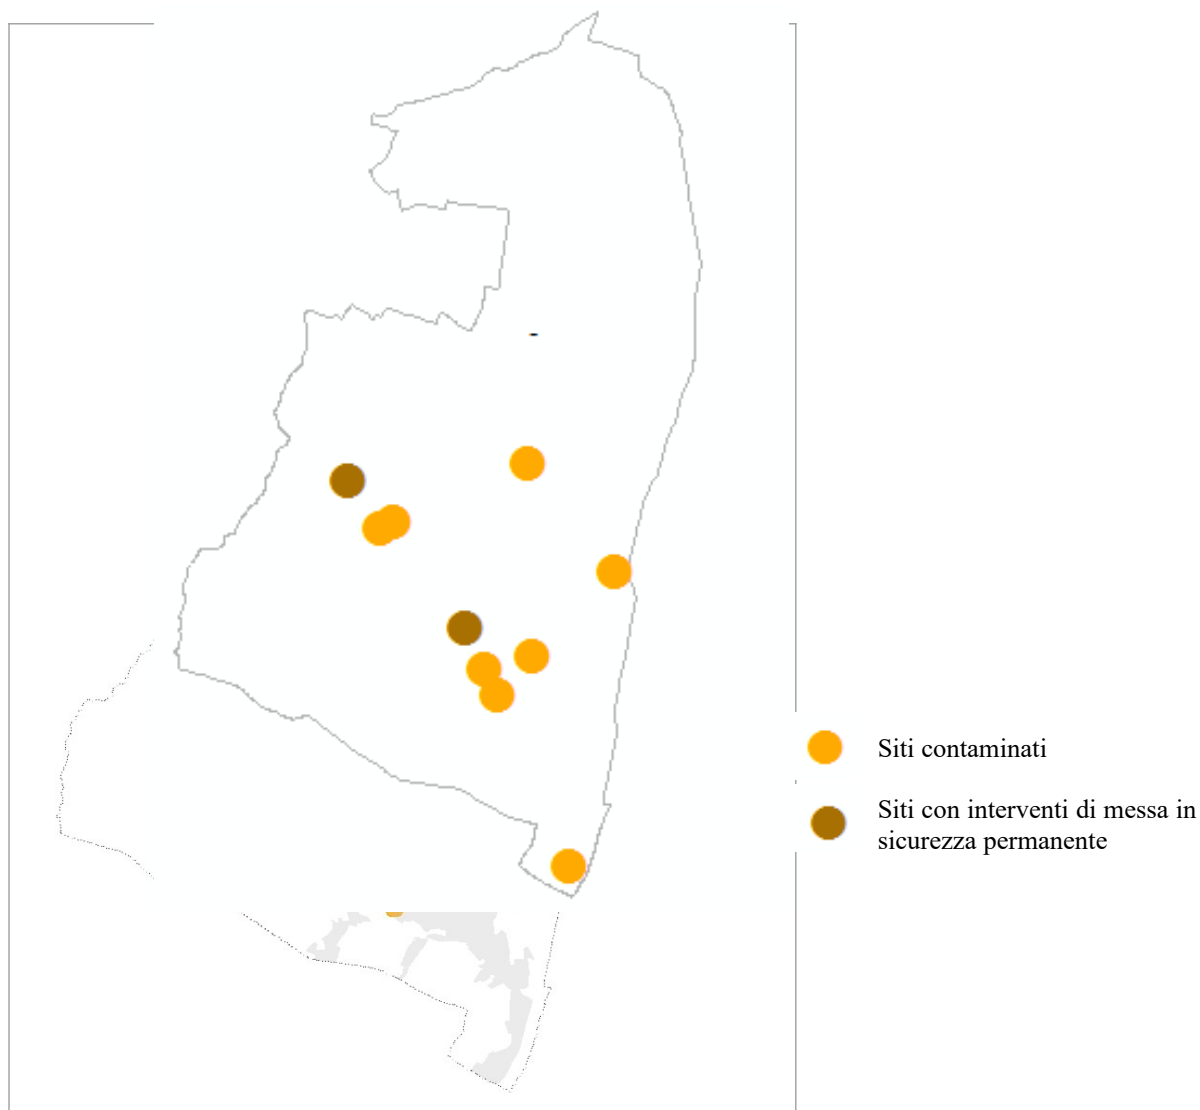 Siti contaminati
Siti con interventi di messa in
sicurezza permanente